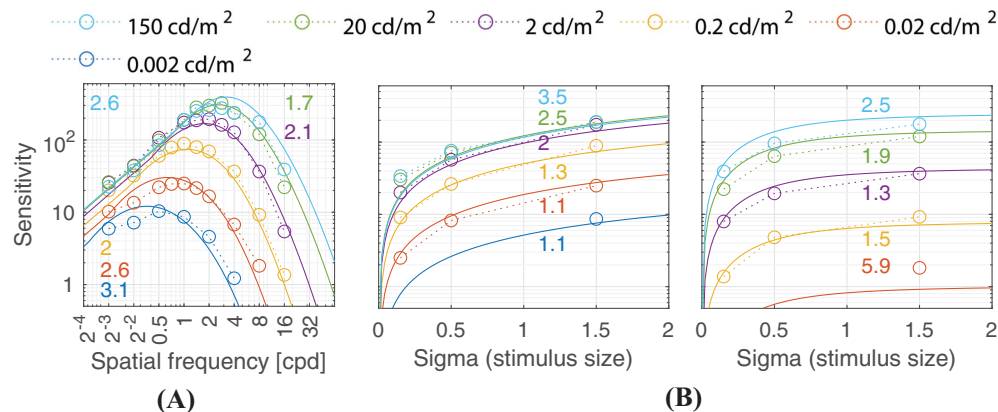 150 cd/m 2 20 cd/m 2 2 cd/m 2 0.2 cd/m 2 0.02 cd/m 2
0.002 cd/m 2
2.6 1.7
2.1
2
2.6
3.1
10 2
10
1
Sensitivity
2 -4 2 -3 2 -2 0.5 1 2 4 8 16 32
Spatial frequency [cpd]
(A)
3.5
2.5
2
1.3
1.1
1.1
0 0.5 1 1.5 2
Sigma (stimulus size)
2.5
1.9
1.3
1.5
5.9
0 0.5 1 1.5 2
Sigma (stimulus size)
(B)